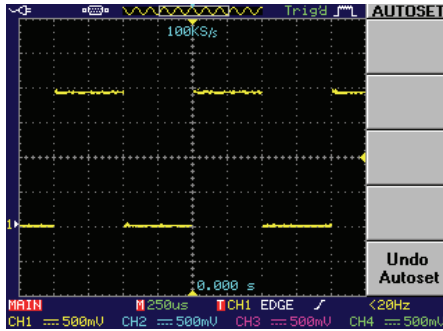 Trig'd AUTOSET
100KS/s
1
0.000 s
Undo
Autoset
MAIN M 250us T CH1 EDGE <20Hz
CH1 500mV CH2 500mV CH3 500mV CH4 500mV